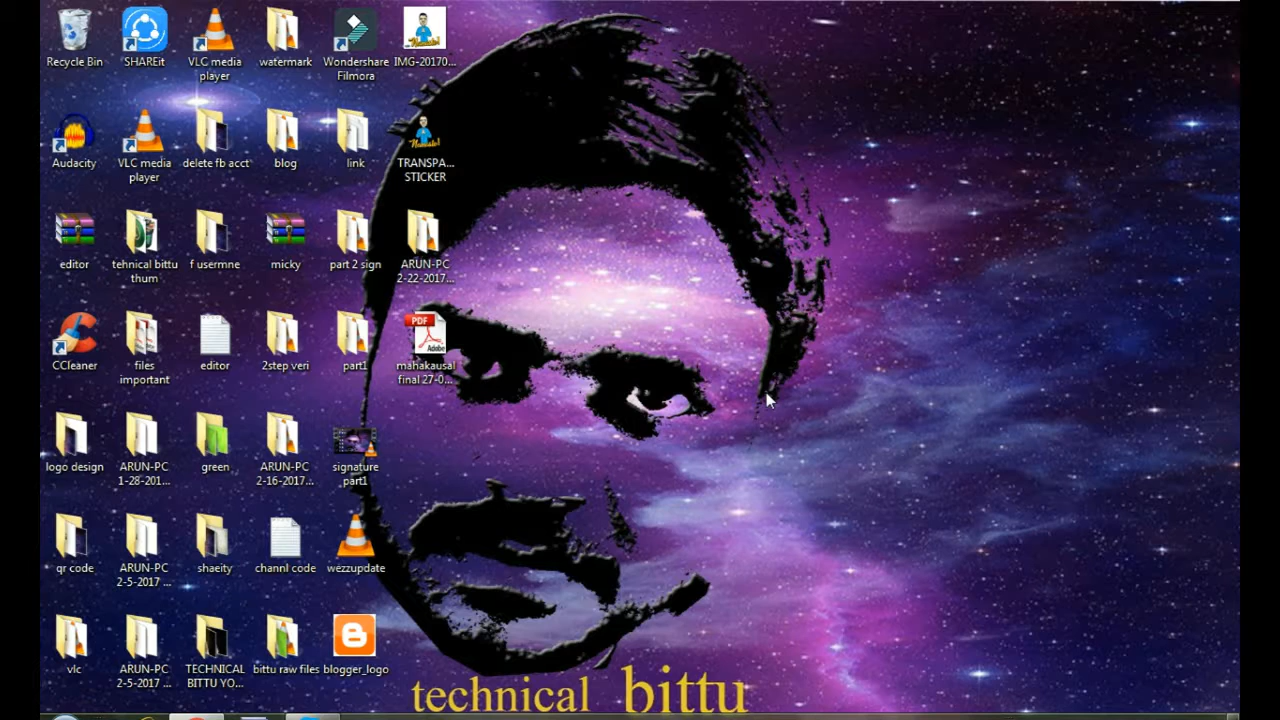 Recycle Bin
SHAREit
VLC media
player
watermark
Wondershare
Filmora
IMG-20170...
Audacity
VLC media
player
delete fb acct
blog
link
TRANSPA...
STICKER
editor
tehnical bittu
thum
f usermne
micky
part 2 sign
ARUN-PC
2-22-2017...
CCleaner
files
important
editor
2step veri
part1
PDF
Adobe
mahakausal
final 27-0...
logo design
ARUN-PC
1-28-201...
green
ARUN-PC
2-16-2017...
signature
part1
qr code
ARUN-PC
2-5-2017 ...
shaeity
channl code
wezzupdate
vlc
ARUN-PC
2-5-2017 ...
TECHNICAL
BITTU YO...
bittu raw files
blogger_logo
technical bittu